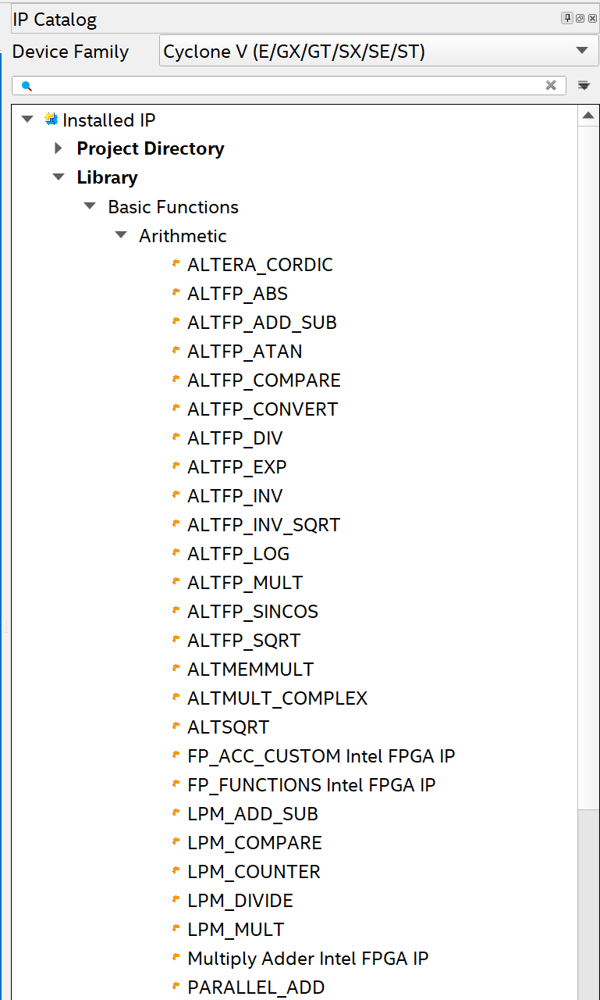 IP Catalog
Device Family Cyclone V (E/GX/GT/SX/SE/ST)
Installed IP
Project Directory
Library
Basic Functions
Arithmetic
ALTERA_CORDIC
ALTFP_ABS
ALTFP_ADD_SUB
ALTFP_ATAN
ALTFP_COMPARE
ALTFP_CONVERT
ALTFP_DIV
ALTFP_EXP
ALTFP_INV
ALTFP_INV_SQRT
ALTFP_LOG
ALTFP_MULT
ALTFP_SINCOS
ALTFP_SQRT
ALTMEMMULT
ALTMULT_COMPLEX
ALTSQRT
FP_ACC_CUSTOM Intel FPGA IP
FP_FUNCTIONS Intel FPGA IP
LPM_ADD_SUB
LPM_COMPARE
LPM_COUNTER
LPM_DIVIDE
LPM_MULT
Multiply Adder Intel FPGA IP
PARALLEL_ADD